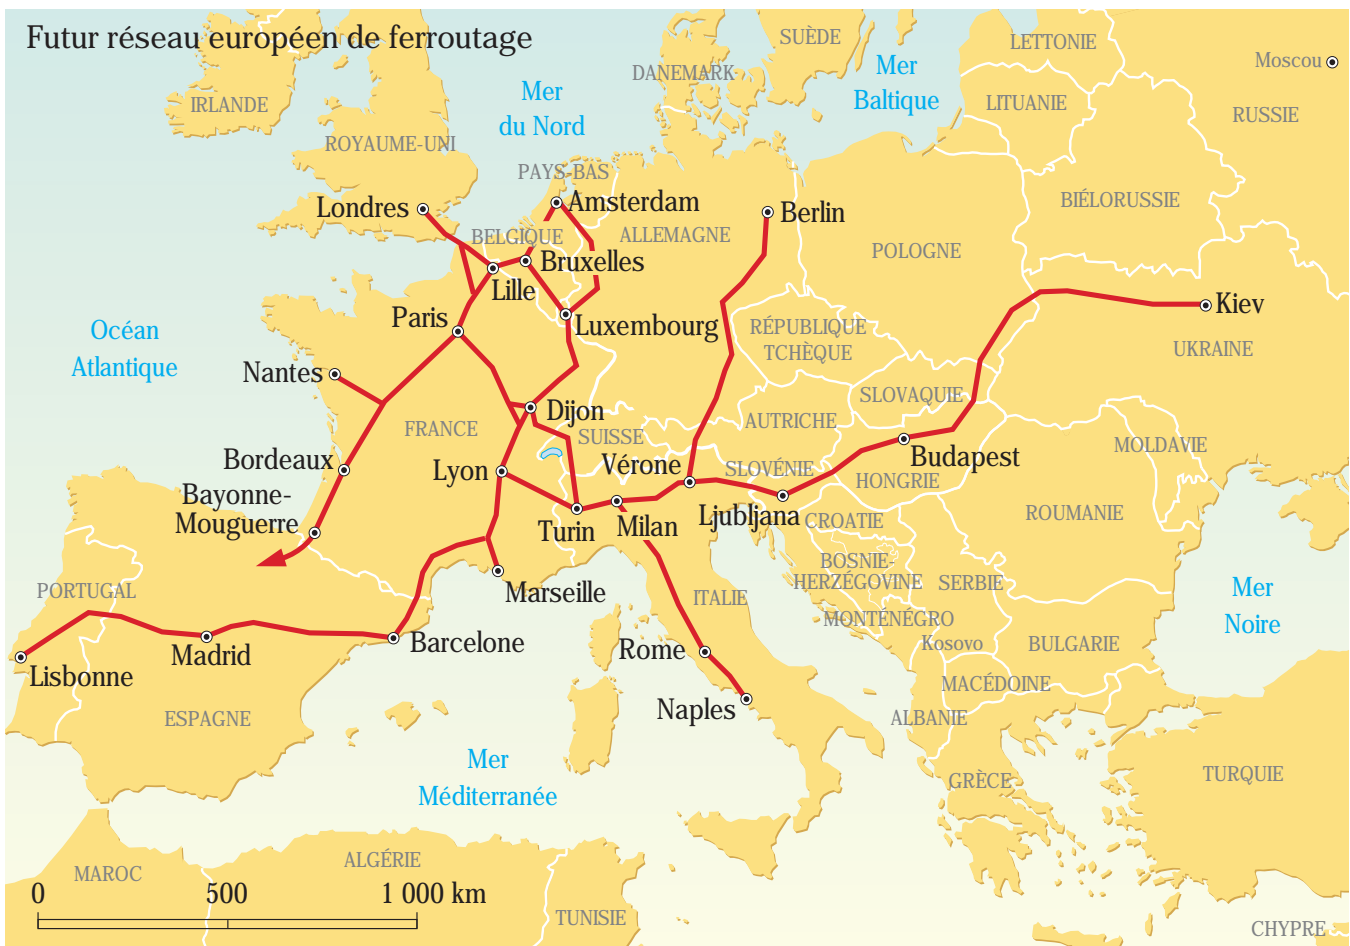 Futur réseau européen de ferroutage
SUÈDE
LETTONIE
Moscou
DANEMARK
Mer
Baltique
IRLANDE
Mer
du Nord
LITUANIE
RUSSIE
ROYAUME-UNI
PAYS-BAS
BIÉLORUSSIE
Londres
Amsterdam
Berlin
BELGIQUE
ALLEMAGNE
POLOGNE
Bruxelles
Lille
Kiev
Paris
Luxembourg
Océan
Atlantique
RÉPUBLIQUE
TCHÈQUE
UKRAINE
Nantes
SLOVAQUIE
Dijon
FRANCE
SUISSE
AUTRICHE
MOLDAVIE
Bordeaux
Lyon
Vérone
SLOVÉNIE
Budapest
HONGRIE
Bayonne-
Mouguerre
Turin
Milan
Ljubljana
CROATIE
ROUMANIE
BOSNIE-
HERZÉGOVINE
SERBIE
PORTUGAL
Marseille
ITALIE
Mer
Noire
MONTÉNÉGRO
Kosovo
BULGARIE
Lisbonne
Madrid
Barcelone
Rome
MACÉDOINE
ESPAGNE
Naples
ALBANIE
Mer
Méditerranée
GRÈCE
TURQUIE
MAROC
ALGÉRIE
TUNISIE
CHYPRE
0 500 1 000 km